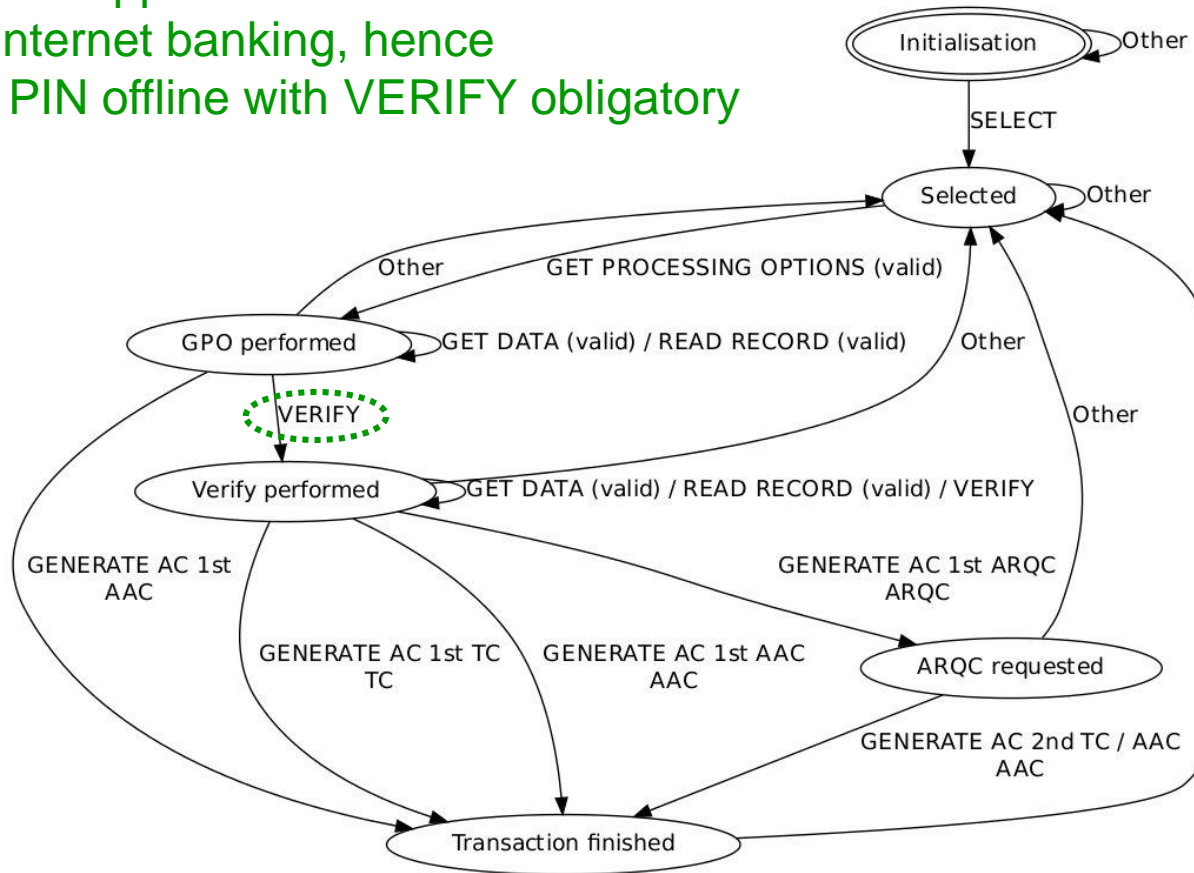 nternet banking, hence
PIN offline with VERIFY obligatory
Initialisation
Other
SELECT
Selected
Other
Other
GET PROCESSING OPTIONS (valid)
GPO performed
GET DATA (valid) / READ RECORD (valid)
Other
VERIFY
Other
Verify performed
GET DATA (valid) / READ RECORD (valid) / VERIFY
GENERATE AC 1st
AAC
GENERATE AC 1st ARQC
ARQC
GENERATE AC 1st TC
TC
GENERATE AC 1st AAC
AAC
ARQC requested
GENERATE AC 2nd TC / AAC
AAC
Transaction finished